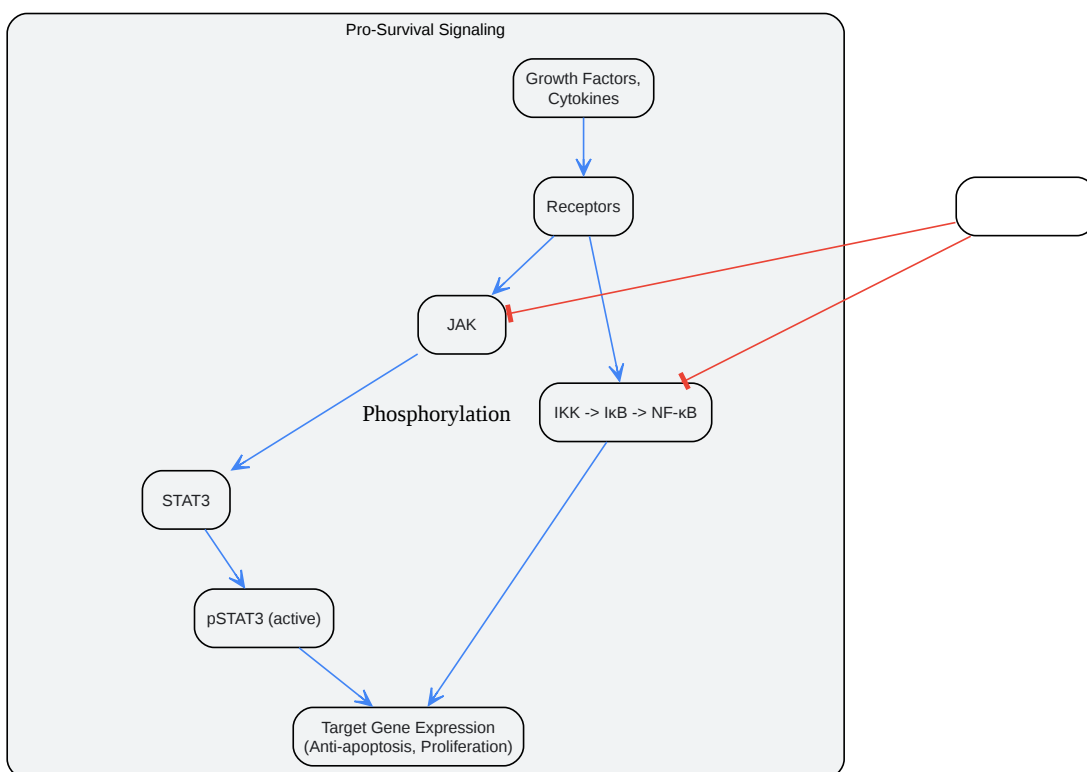 Pro-Survival Signaling
Growth Factors,
Cytokines
Receptors
JAK
Phosphorylation
IKK -> IκB -> NF-κB
STAT3
pSTAT3 (active)
Target Gene Expression
(Anti-apoptosis, Proliferation)